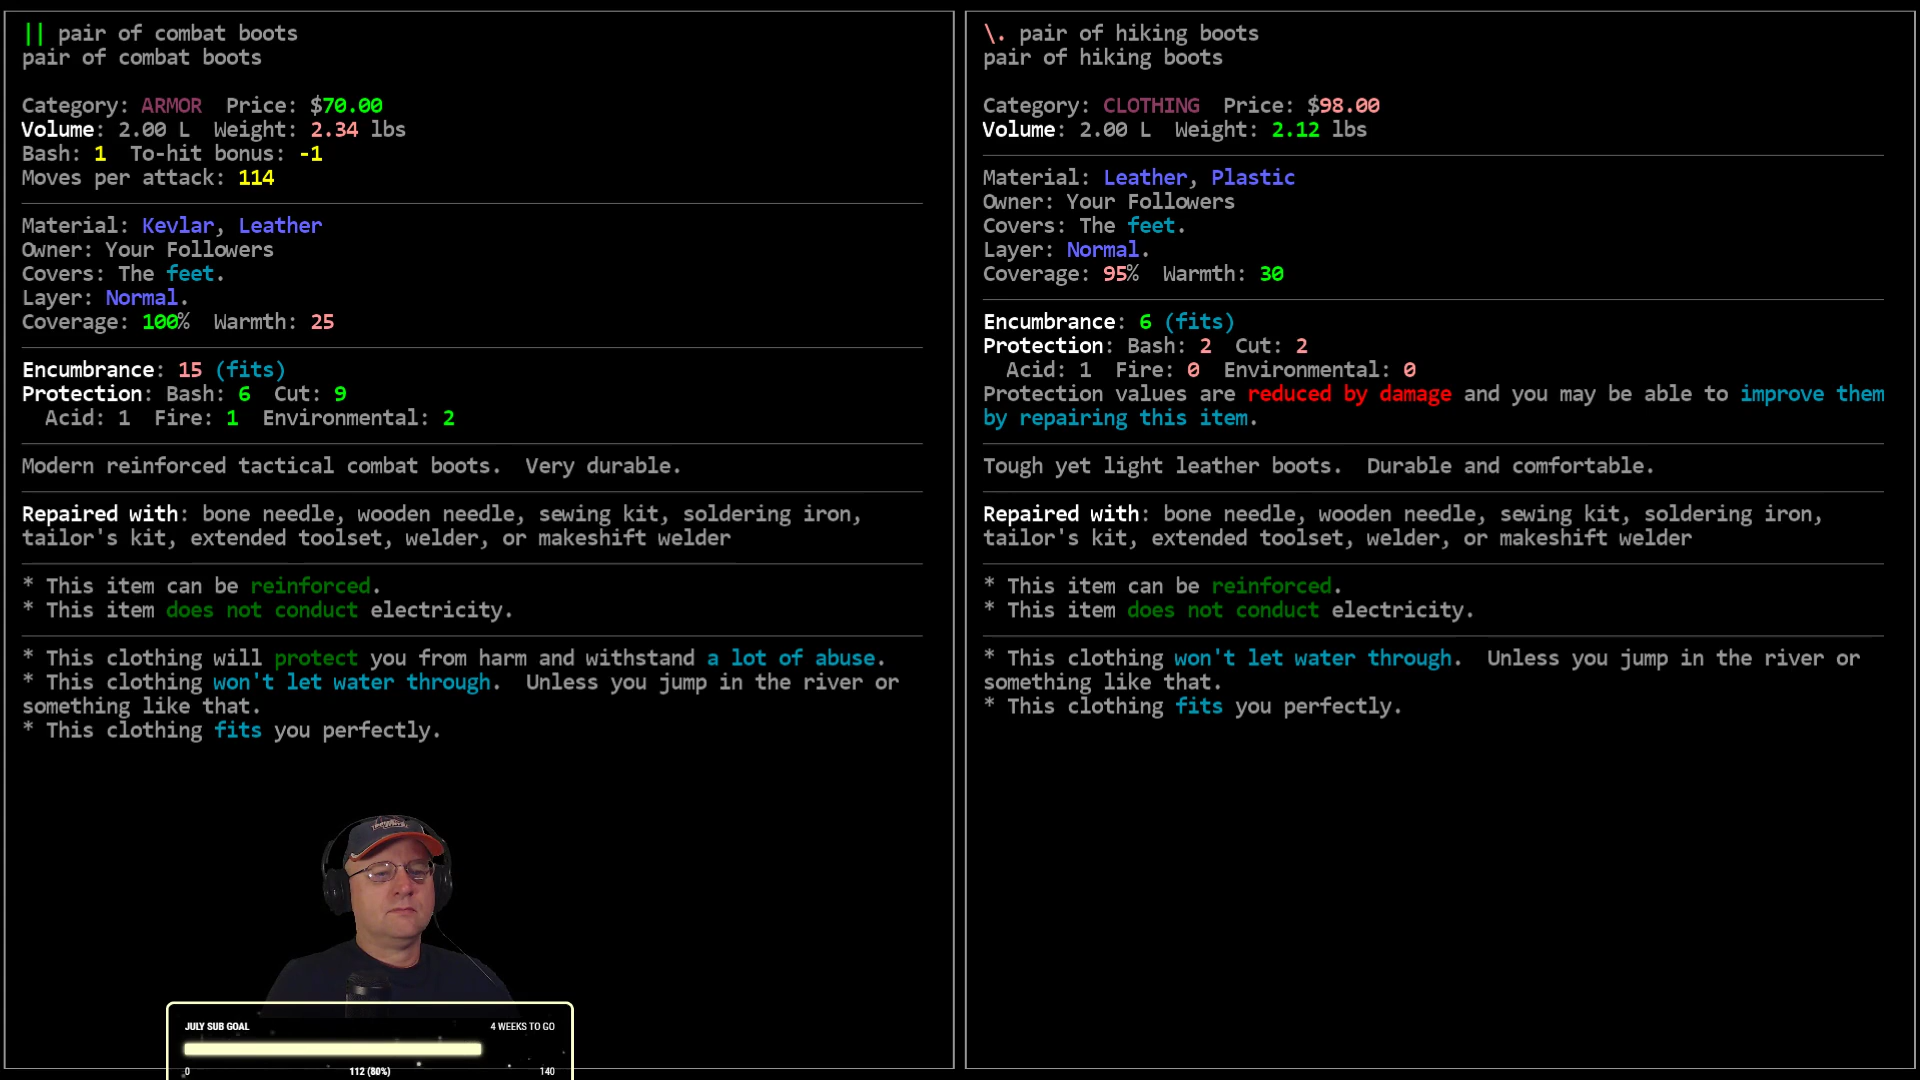 || pair of combat boots
pair of combat boots
Category: ARMOR  Price: $70.00
Volume: 2.00 L  Weight: 2.34 lbs
Bash: 1  To-hit bonus: -1
Moves per attack: 114
Material: Kevlar, Leather
Owner: Your Followers
Covers: The feet.
Layer: Normal.
Coverage: 100%  Warmth: 25
Encumbrance: 15 (fits)
Protection: Bash: 6  Cut: 9
Acid: 1  Fire: 1  Environmental: 2
Modern reinforced tactical combat boots.  Very durable.
Repaired with: bone needle, wooden needle, sewing kit, soldering iron,
tailor's kit, extended toolset, welder, or makeshift welder
* This item can be reinforced.
* This item does not conduct electricity.
* This clothing will protect you from harm and withstand a lot of abuse.
* This clothing won't let water through.  Unless you jump in the river or
something like that.
* This clothing fits you perfectly.
\. pair of hiking boots
pair of hiking boots
Category: CLOTHING  Price: $98.00
Volume: 2.00 L  Weight: 2.12 lbs
Material: Leather, Plastic
Owner: Your Followers
Covers: The feet.
Layer: Normal.
Coverage: 95%  Warmth: 30
Encumbrance: 6 (fits)
Protection: Bash: 2  Cut: 2
Acid: 1  Fire: 0  Environmental: 0
Protection values are reduced by damage and you may be able to improve them
by repairing this item.
Tough yet light leather boots.  Durable and comfortable.
Repaired with: bone needle, wooden needle, sewing kit, soldering iron,
tailor's kit, extended toolset, welder, or makeshift welder
* This item can be reinforced.
* This item does not conduct electricity.
* This clothing won't let water through.  Unless you jump in the river or
something like that.
* This clothing fits you perfectly.
JULY SUB GOAL  4 WEEKS TO GO
0  112 (80%)  140